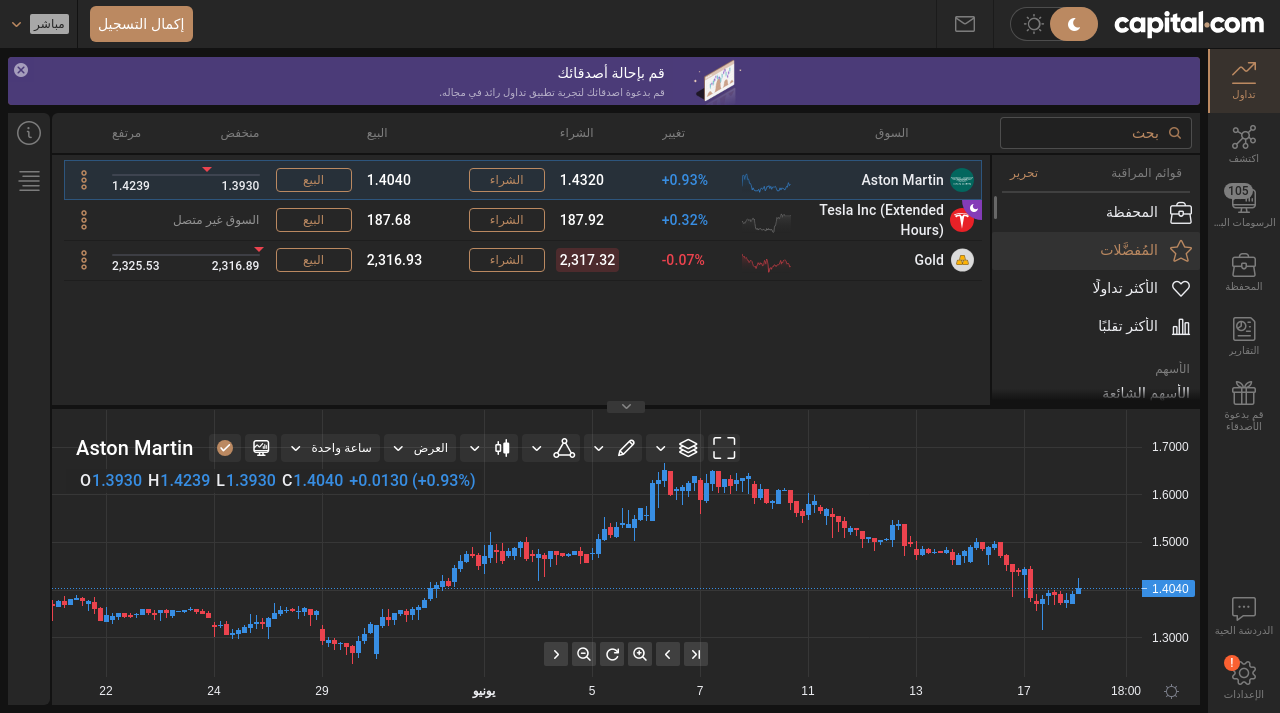 capital.com
إكمال التسجيل
مباشر
قم بإحالة أصدقائك
قم بدعوة اصدقائك لتجربة تطبيق تداول رائد في مجاله.
تداول
اكتشف
105
الرسومات الب...
المحفظة
التقارير
قم بدعوة
الأصدقاء
الدردشة الحية
!
الإعدادات
بحث
السوق
تغيير
الشراء
البيع
منخفض
مرتفع
قوائم المراقبة
تحرير
المحفظة
المُفضَّلات
الأكثر تداولًا
الأكثر تقلبًا
الأسهم
الأسهم الشائعة
Aston Martin
+0.93%
1.4320
الشراء
1.4040
البيع
1.3930
1.4239
Tesla Inc (Extended
Hours)
+0.32%
187.92
الشراء
187.68
البيع
السوق غير متصل
Gold
-0.07%
2,317.32
الشراء
2,316.93
البيع
2,316.89
2,325.53
Aston Martin
ساعة واحدة
العرض
O1.3930 H1.4239 L1.3930 C1.4040 +0.0130 (+0.93%)
1.7000
1.6000
1.5000
1.4040
1.3000
22
24
29
يونيو
5
7
11
13
17
18:00